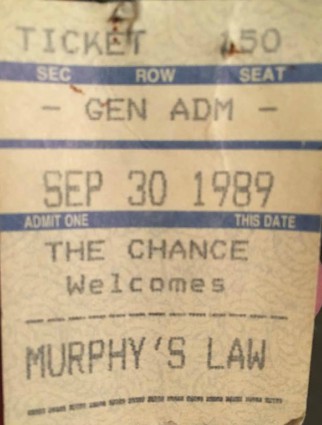 TICKET 150
SEC ROW SEAT
- GEN ADM -
SEP 30 1989
ADMIT ONE THIS DATE
THE CHANCE
Welcomes
MURPHY'S LAW